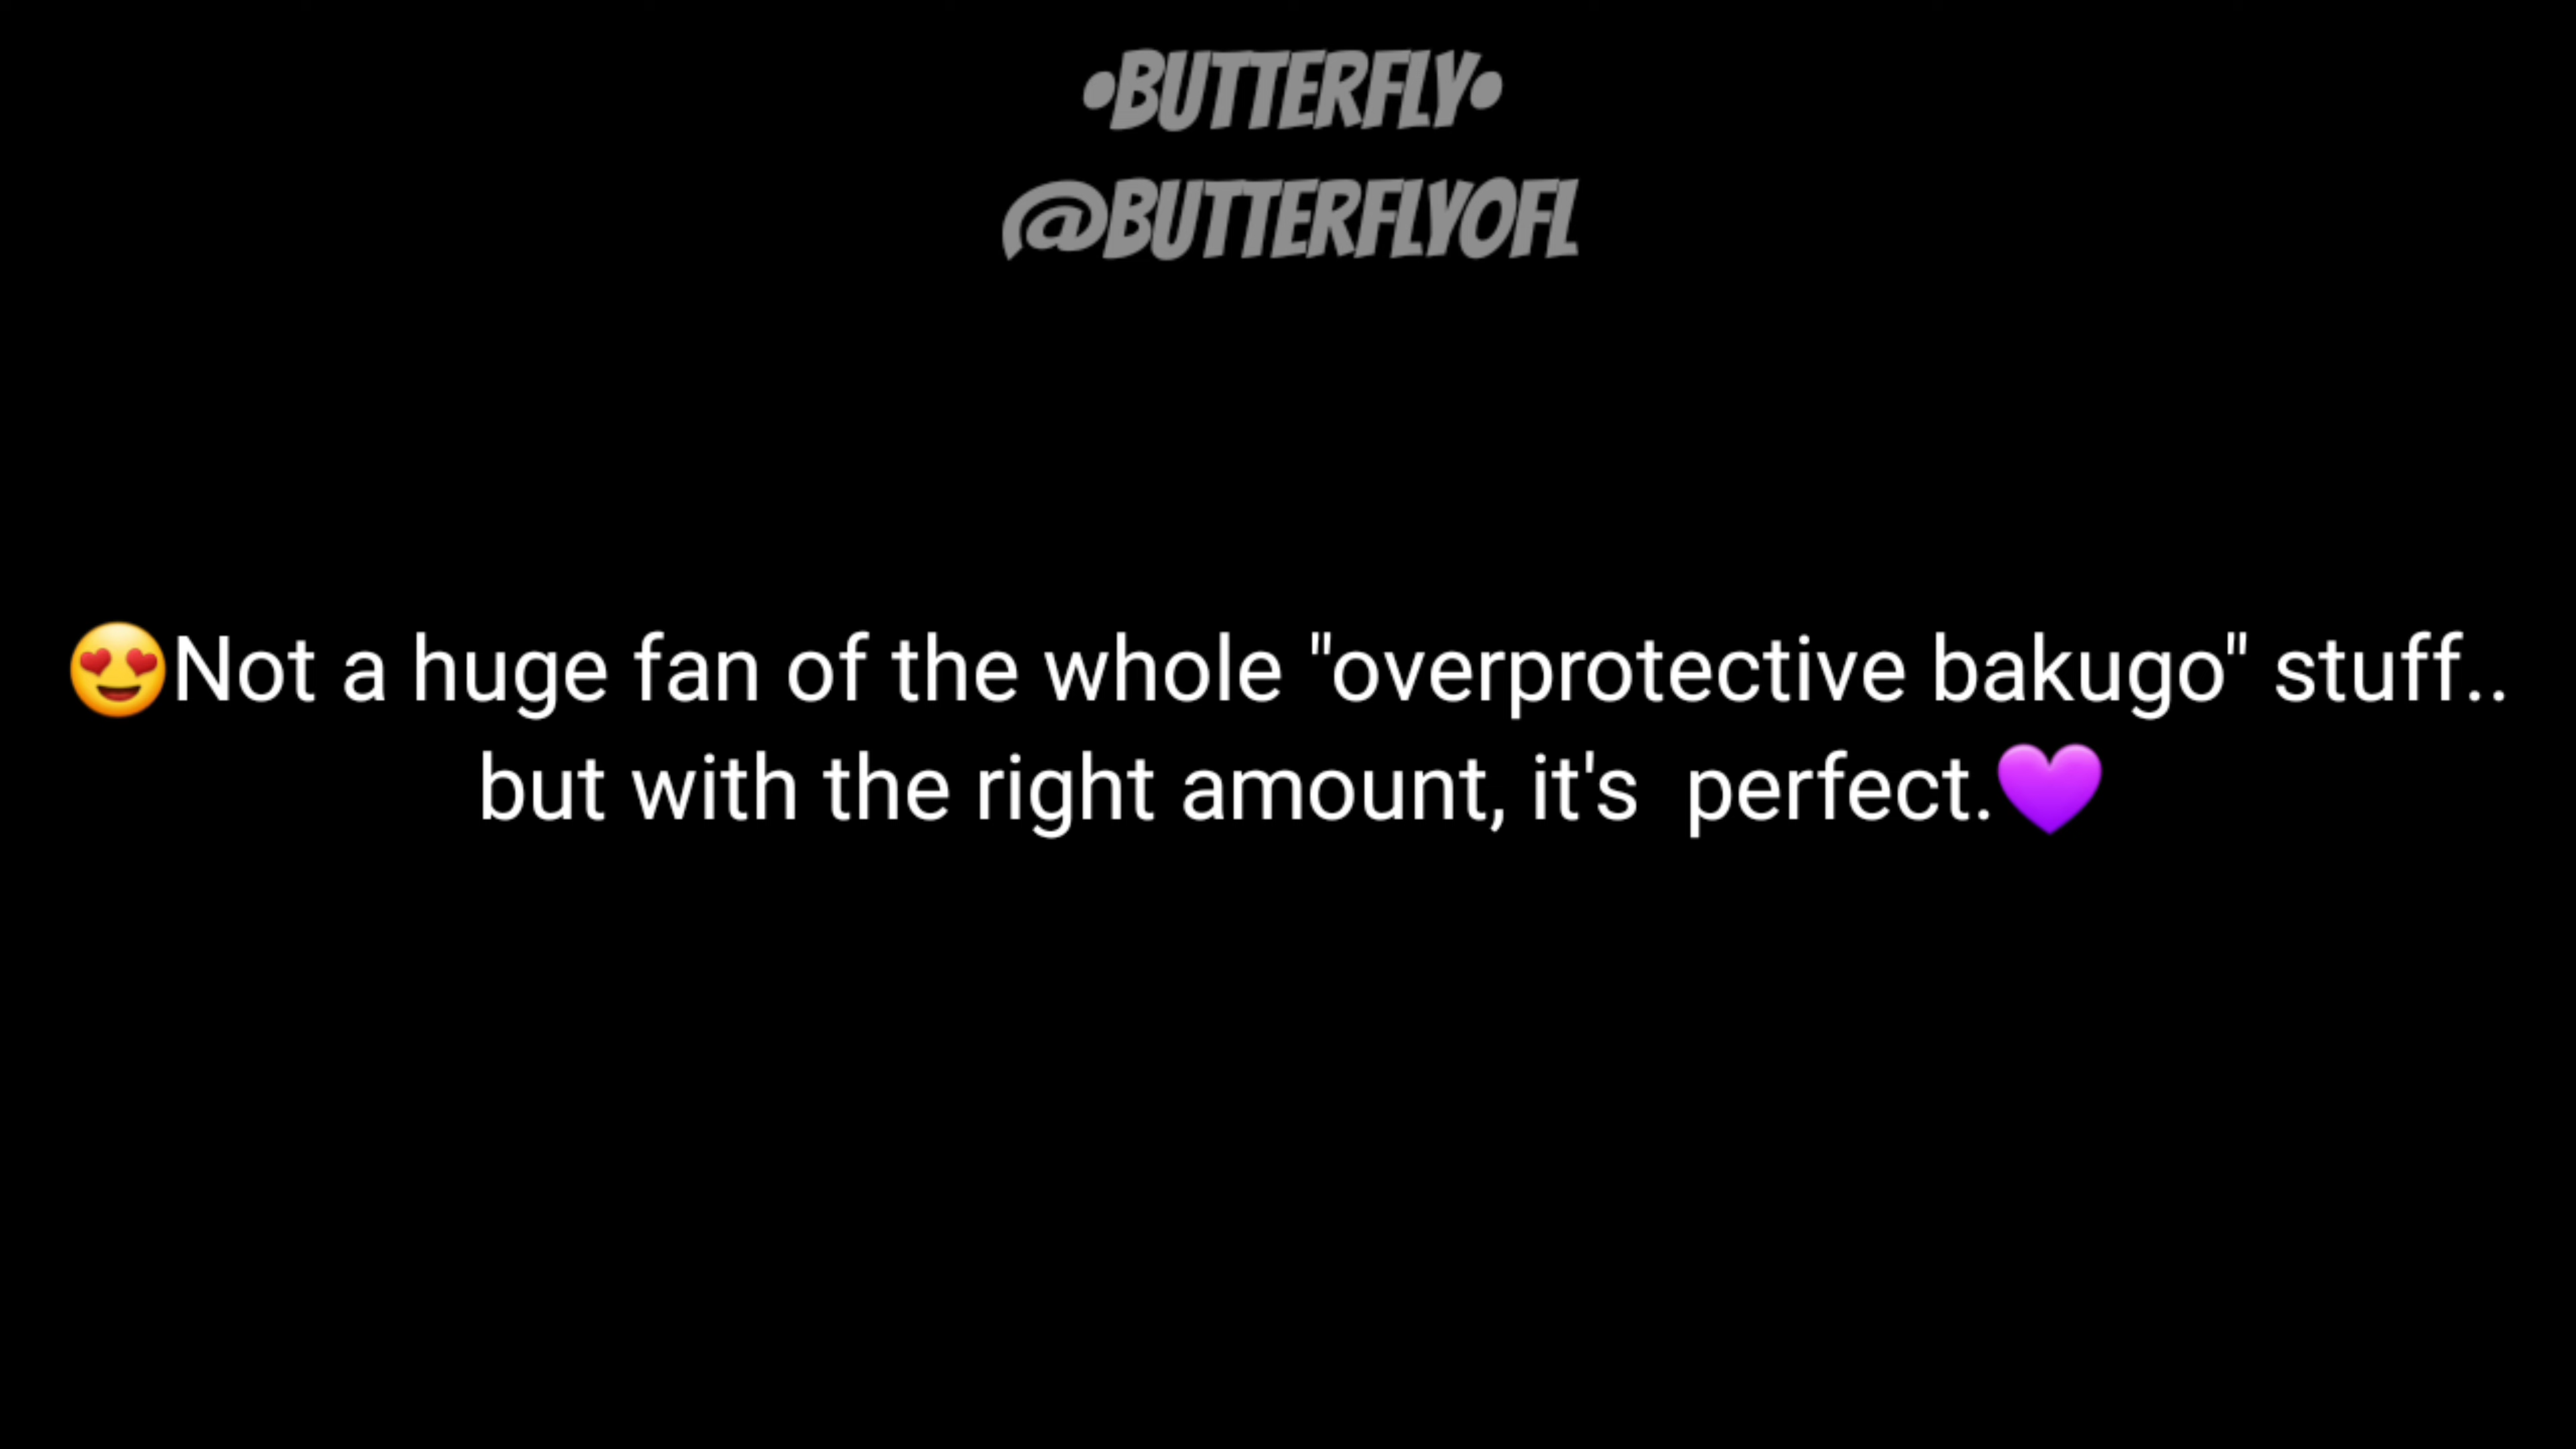 •BUTTERFLY•
@BUTTERFLYOFL
😍Not a huge fan of the whole "overprotective bakugo" stuff..
but with the right amount, it's  perfect.💜